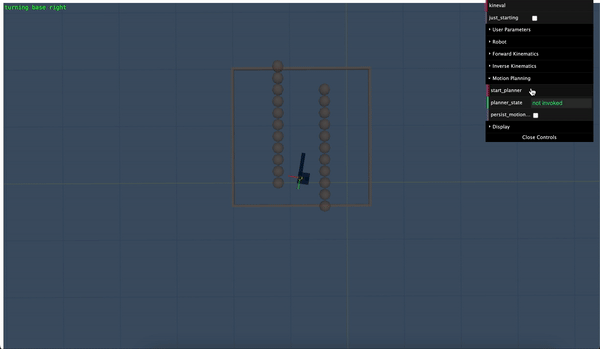 turning base right
kineval
just_starting
User Parameters
Robot
Forward Kinematics
Inverse Kinematics
Motion Planning
start_planner
planner_state not invoked
persist_motion...
Display
Close Controls